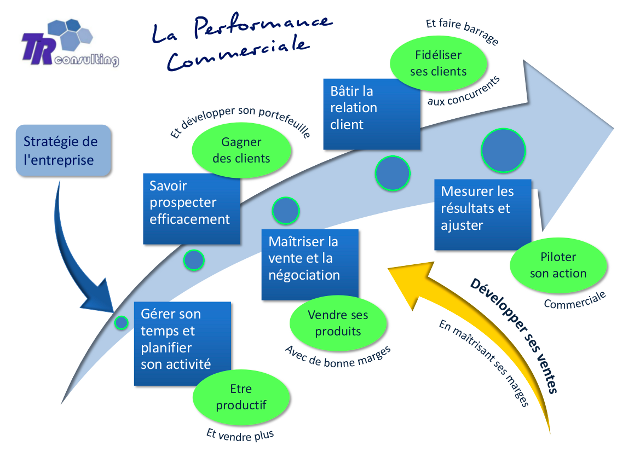 TR consulting
La Performance
Commerciale
Et faire barrage
Fidéliser
ses clients
aux concurrents
Bâtir la
relation
client
Et développer son portefeuille
Gagner
des clients
Stratégie de
l'entreprise
Savoir
prospecter
efficacement
Mesurer les
résultats et
ajuster
Maîtriser la
vente et la
négociation
Piloter
son action
Commerciale
Gérer son
temps et
planifier
son activité
Vendre ses
produits
Avec de bonne marges
Développer ses ventes
En maîtrisant ses marges
Etre
productif
Et vendre plus